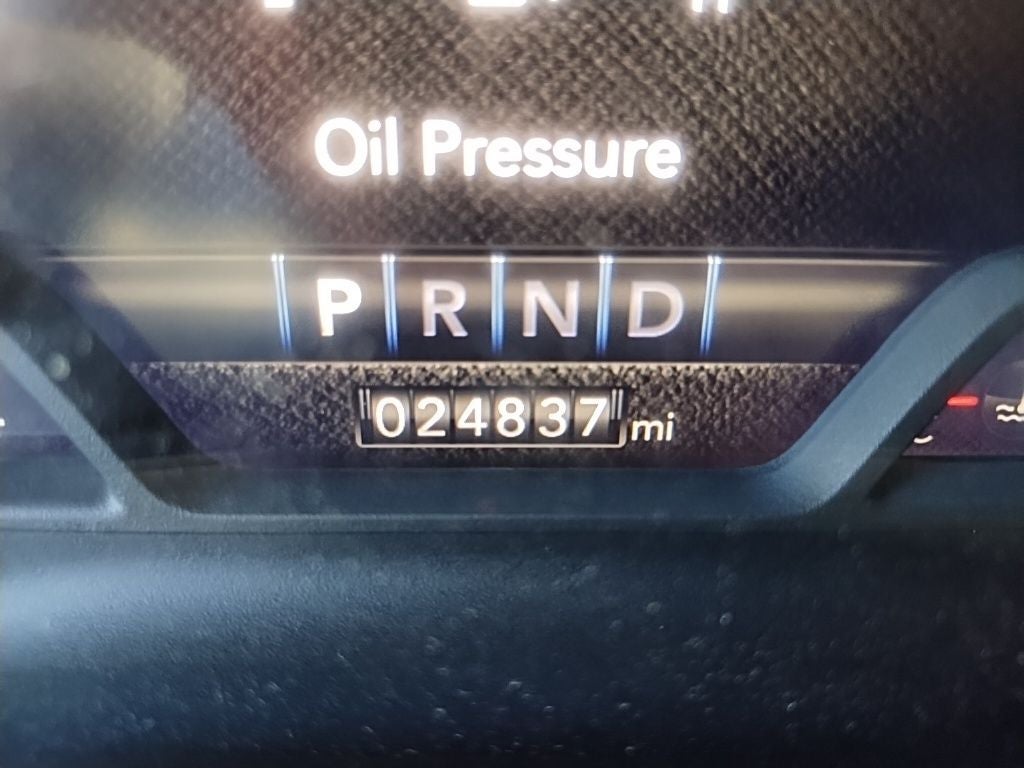 Oil Pressure
P R N D
024837 mi